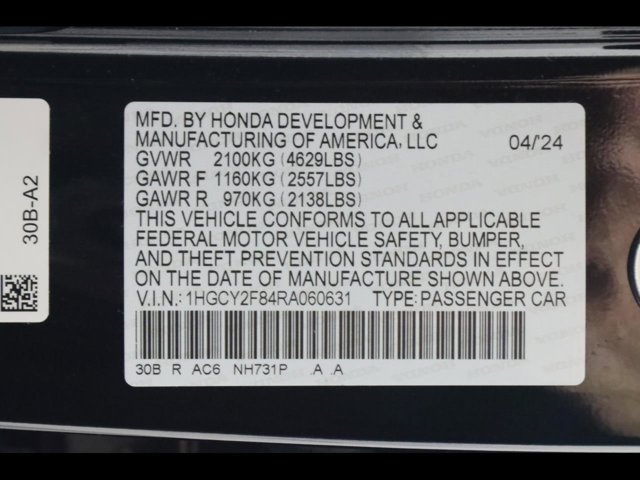 MFD. BY HONDA DEVELOPMENT &
MANUFACTURING OF AMERICA, LLC 04/'24
GVWR 2100KG (4629LBS)
GAWR F 1160KG (2557LBS)
GAWR R 970KG (2138LBS)
THIS VEHICLE CONFORMS TO ALL APPLICABLE
FEDERAL MOTOR VEHICLE SAFETY, BUMPER,
AND THEFT PREVENTION STANDARDS IN EFFECT
ON THE DATE OF MANUFACTURE SHOWN ABOVE.
V.I.N.: 1HGCY2F84RA060631 TYPE: PASSENGER CAR
30B R AC6 NH731P .A .A
30B-A2